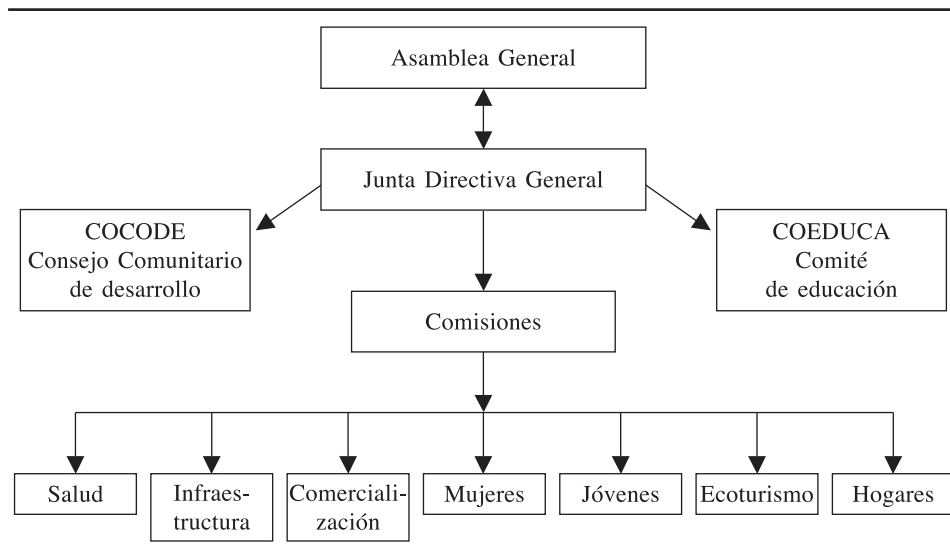 Asamblea General
Junta Directiva General
COCODE
Consejo Comunitario
de desarrollo
COEDUCA
Comité
de educación
Comisiones
Salud
Infraes-
tructura
Comerciali-
zación
Mujeres
Jóvenes
Ecoturismo
Hogares